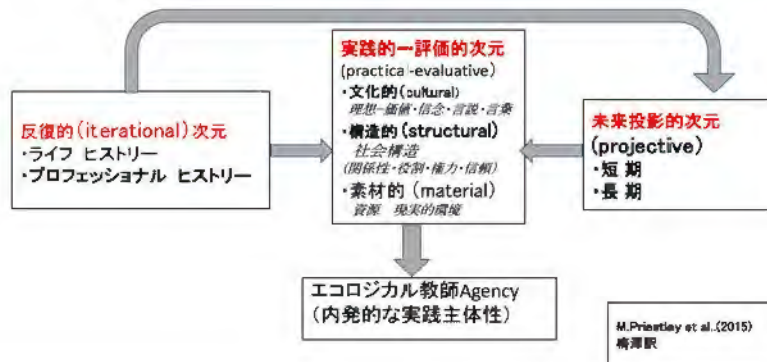 反復的(iterational)次元
・ライフ ヒストリー
・プロフェッショナル ヒストリー
実践的ー評価的次元
(practical-evaluative)
・文化的(cultural)
理想ー価値・信念・言説・言葉
・構造的(structural)
社会構造
(関係性・役割・権力・信頼)
・素材的(material)
資源 現実的環境
未来投影的次元
(projective)
・短期
・長期
エコロジカル教師Agency
(内発的な実践主体性)
M.Priestley et al.(2015)
梅澤訳